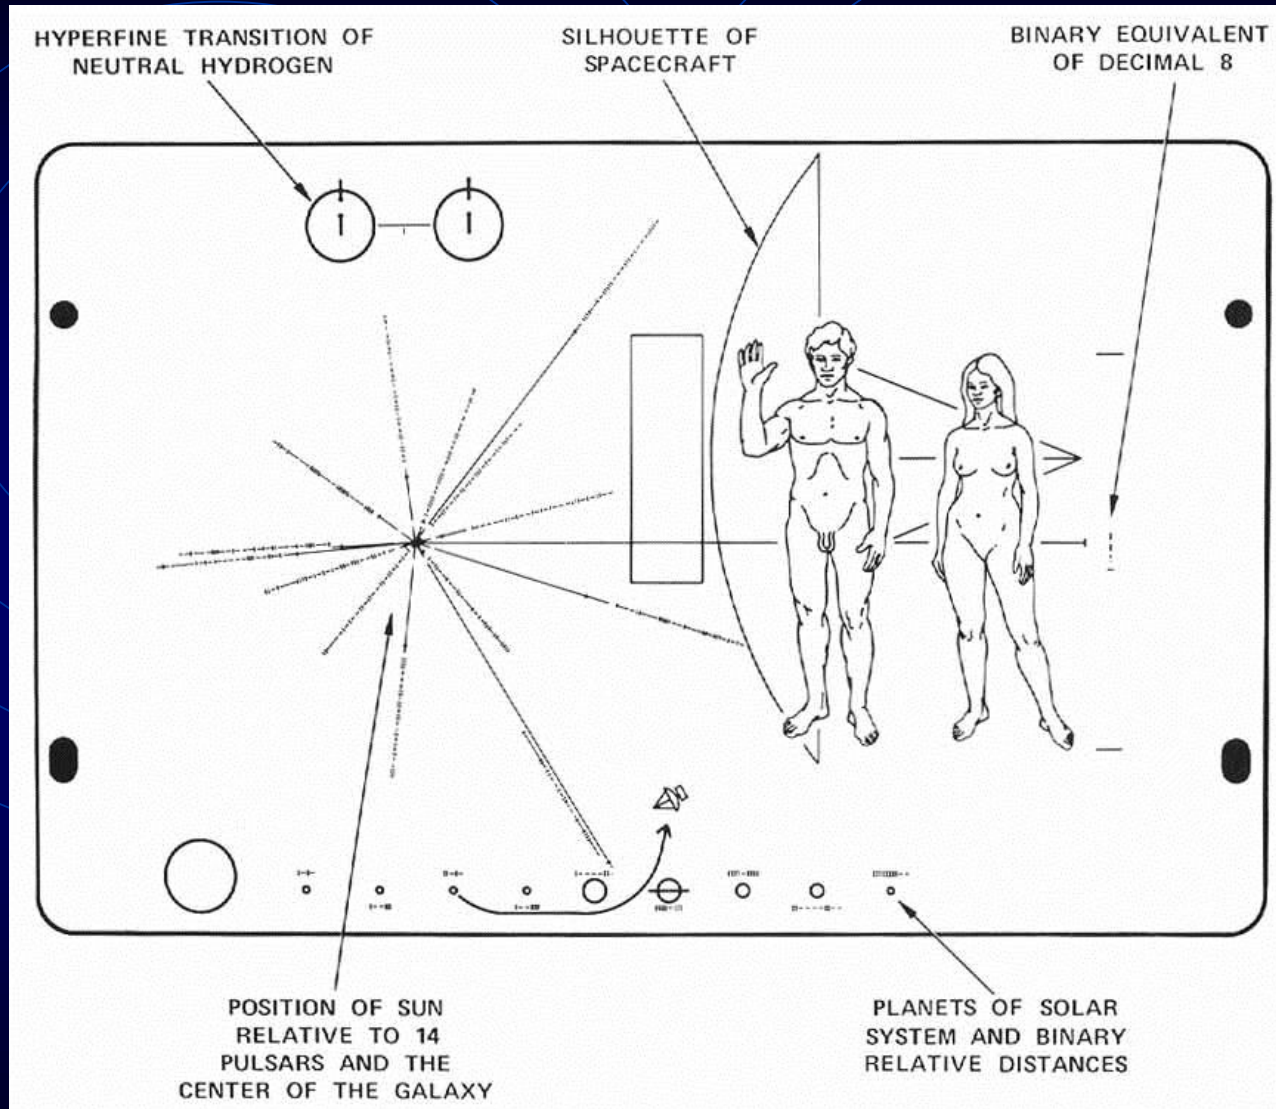 HYPERFINE TRANSITION OF
NEUTRAL HYDROGEN
SILHOUETTE OF
SPACECRAFT
BINARY EQUIVALENT
OF DECIMAL 8
POSITION OF SUN
RELATIVE TO 14
PULSARS AND THE
CENTER OF THE GALAXY
PLANETS OF SOLAR
SYSTEM AND BINARY
RELATIVE DISTANCES